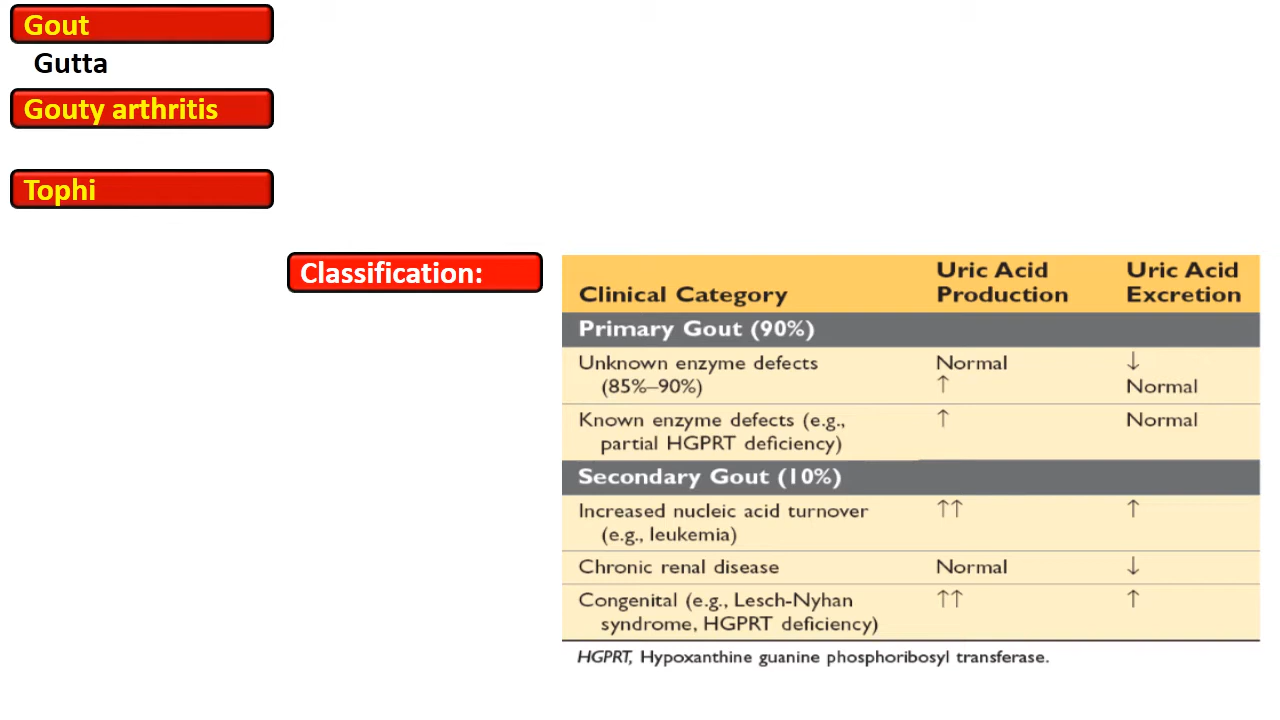 Gout
Gutta
Gouty arthritis
Tophi
Classification:
Clinical Category Uric Acid Production Uric Acid Excretion
Primary Gout (90%)
Unknown enzyme defects Normal ↓
(85%–90%) ↑ Normal
Known enzyme defects (e.g., ↑ Normal
partial HGPRT deficiency)
Secondary Gout (10%)
Increased nucleic acid turnover ↑↑ ↑
(e.g., leukemia)
Chronic renal disease Normal ↓
Congenital (e.g., Lesch-Nyhan ↑↑ ↑
syndrome, HGPRT deficiency)
HGPRT, Hypoxanthine guanine phosphoribosyl transferase.